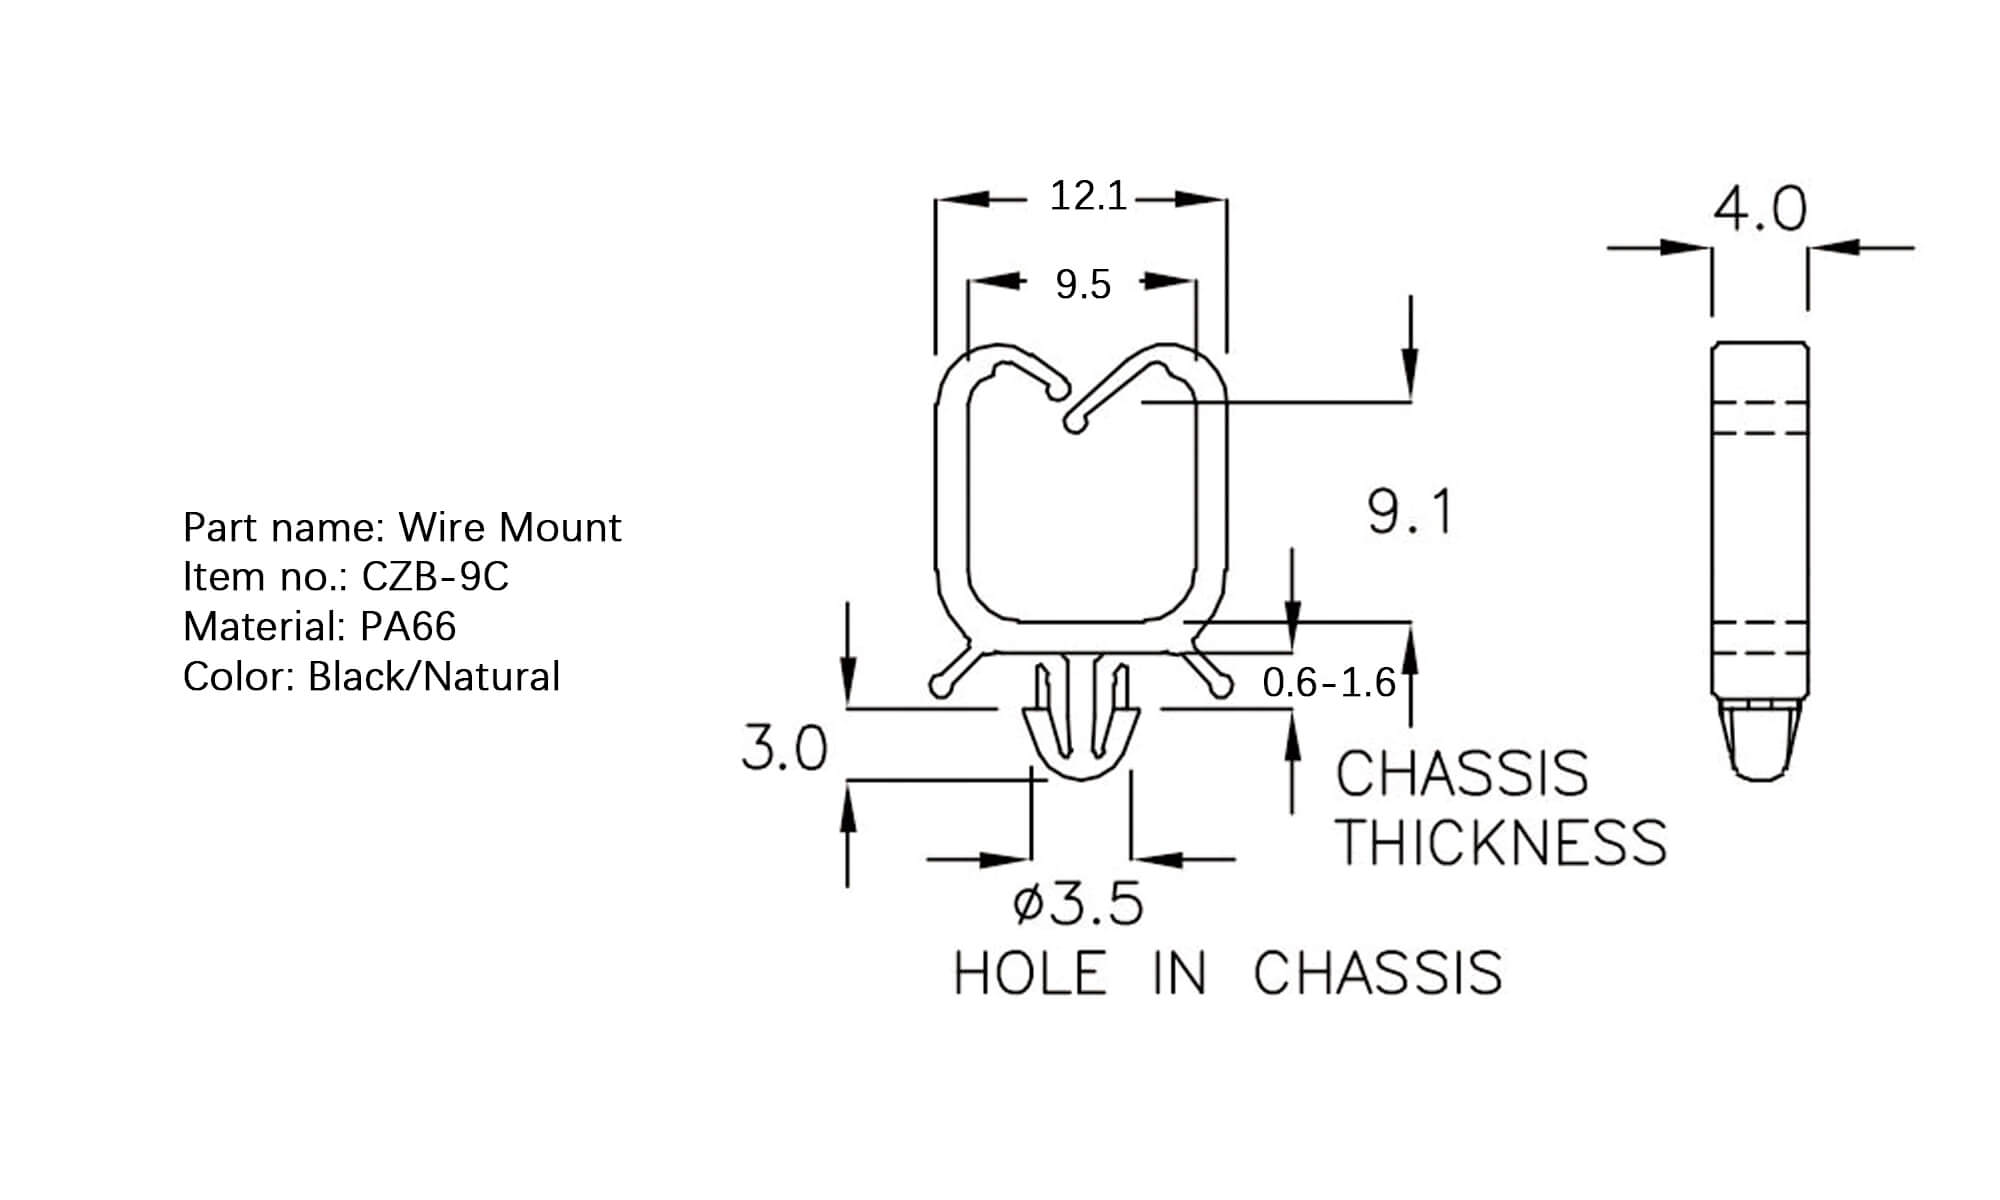 12.1
4.0
9.5
9.1
Part name: Wire Mount
Item no.: CZB-9C
Material: PA66
Color: Black/Natural
0.6-1.6
3.0
CHASSIS
THICKNESS
ø3.5
HOLE IN CHASSIS